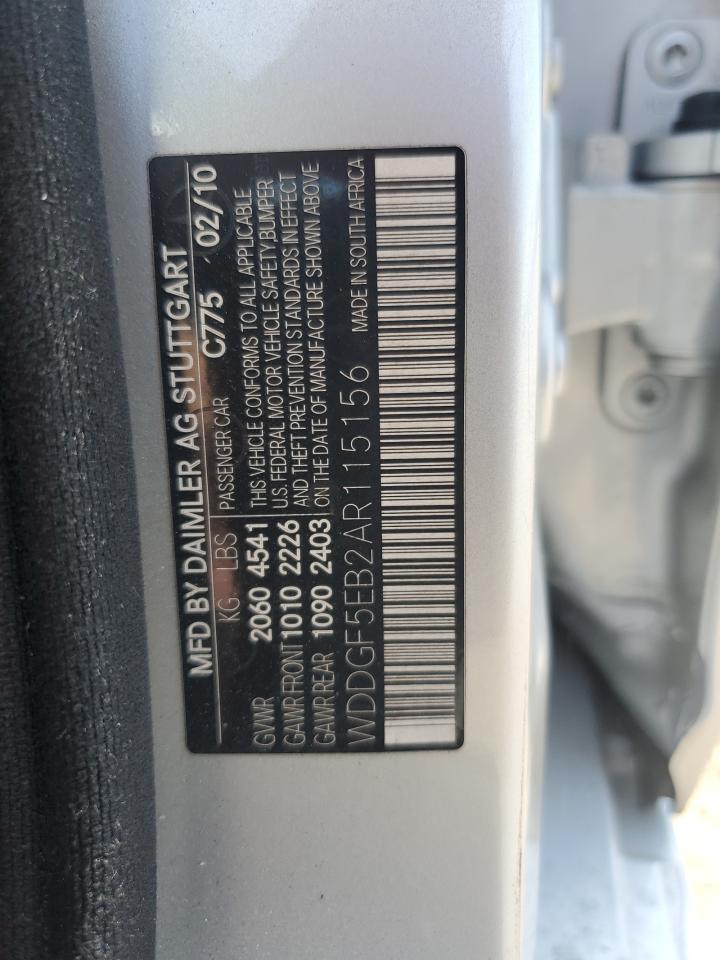 MFD BY DAIMLER AG STUTTGART
C775 02/10
KG LBS PASSENGER CAR
GVWR 2060 4541
GAWR FRONT 1010 2226
GAWR REAR 1090 2403
THIS VEHICLE CONFORMS TO ALL APPLICABLE
U.S. FEDERAL MOTOR VEHICLE SAFETY,BUMPER
AND THEFT PREVENTION STANDARDS IN EFFECT
ON THE DATE OF MANUFACTURE SHOWN ABOVE
WDDGF5EB2AR115156 MADE IN SOUTH AFRICA